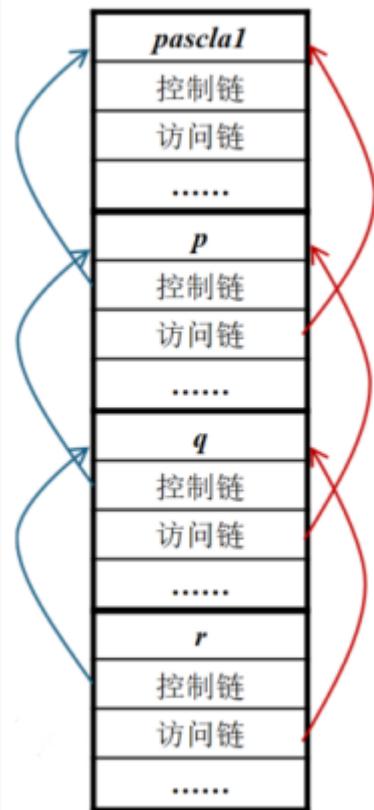 pascla1
控制链
访问链
......
p
控制链
访问链
......
q
控制链
访问链
......
r
控制链
访问链
......